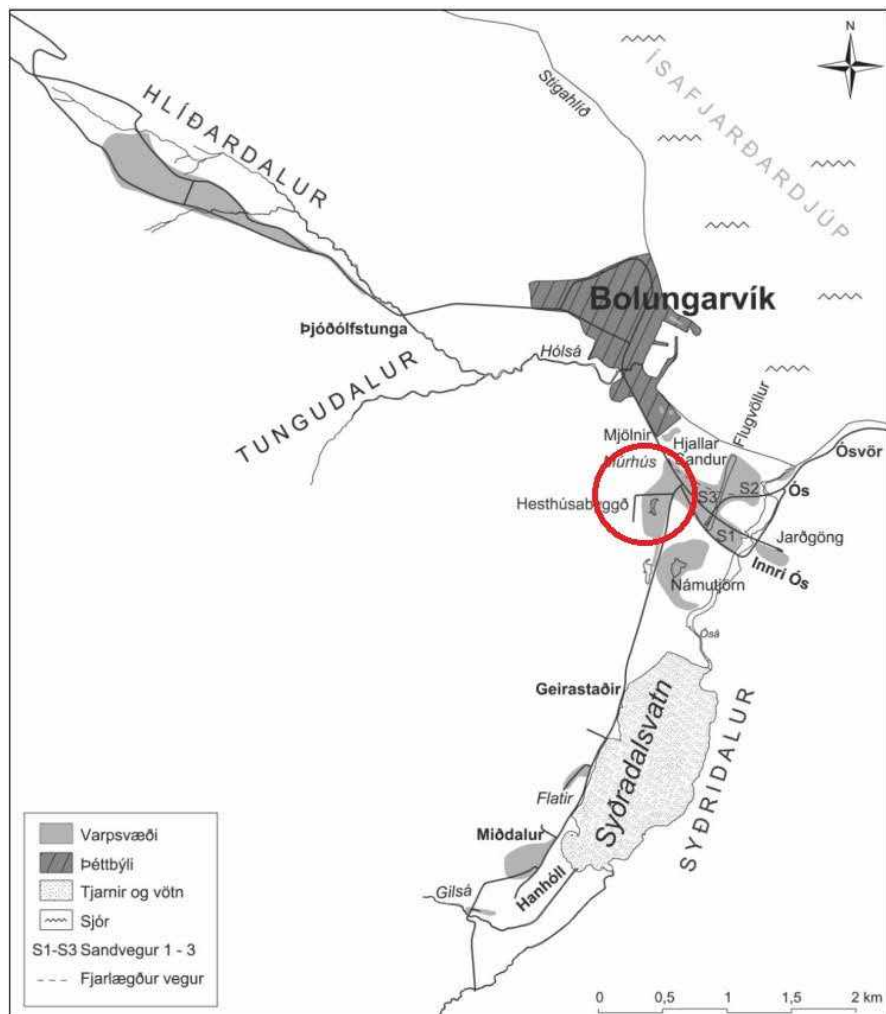 N
ÍSAFJARÐARDJÚP
Stigahlíð
HLÍÐARDALUR
Bolungarvík
Þjóðólfstunga
Hólsá
TUNGUDALUR
Flugvöllur
Mjölnir
Hjallar
Ósvör
Múrhús
Sandur
S3
S2
Ós
Hesthúsabyggð
S1
Jarðgöng
Innri Ós
Námutjörn
Ósá
Geirastaðir
Syðradalsvatn
SYÐRIDALUR
Flatir
Miðdalur
Hanhóll
Gilsá
Varpsvæði
Þéttbýli
Tjarnir og vötn
Sjór
S1-S3 Sandvegur 1 - 3
Fjarlægður vegur
0 0,5 1 1,5 2 km